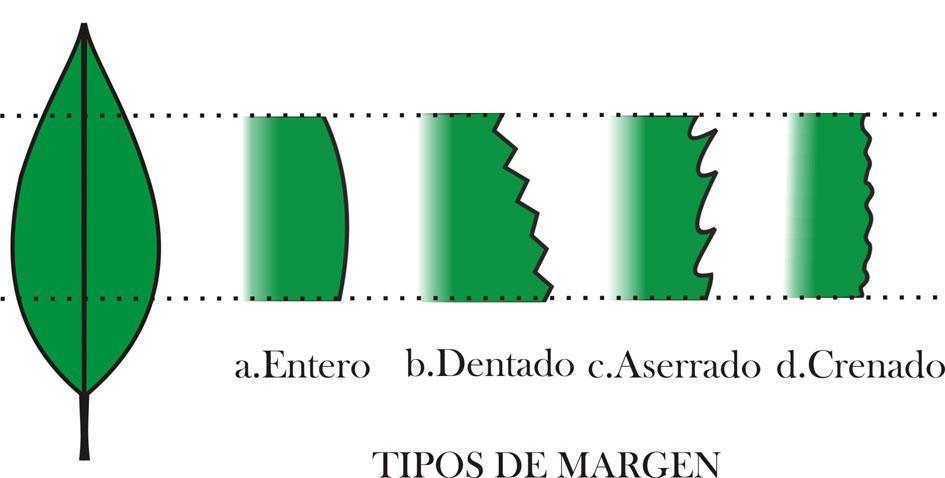 a.Entero b.Dentado c.Aserrado d.Crenado
TIPOS DE MARGEN